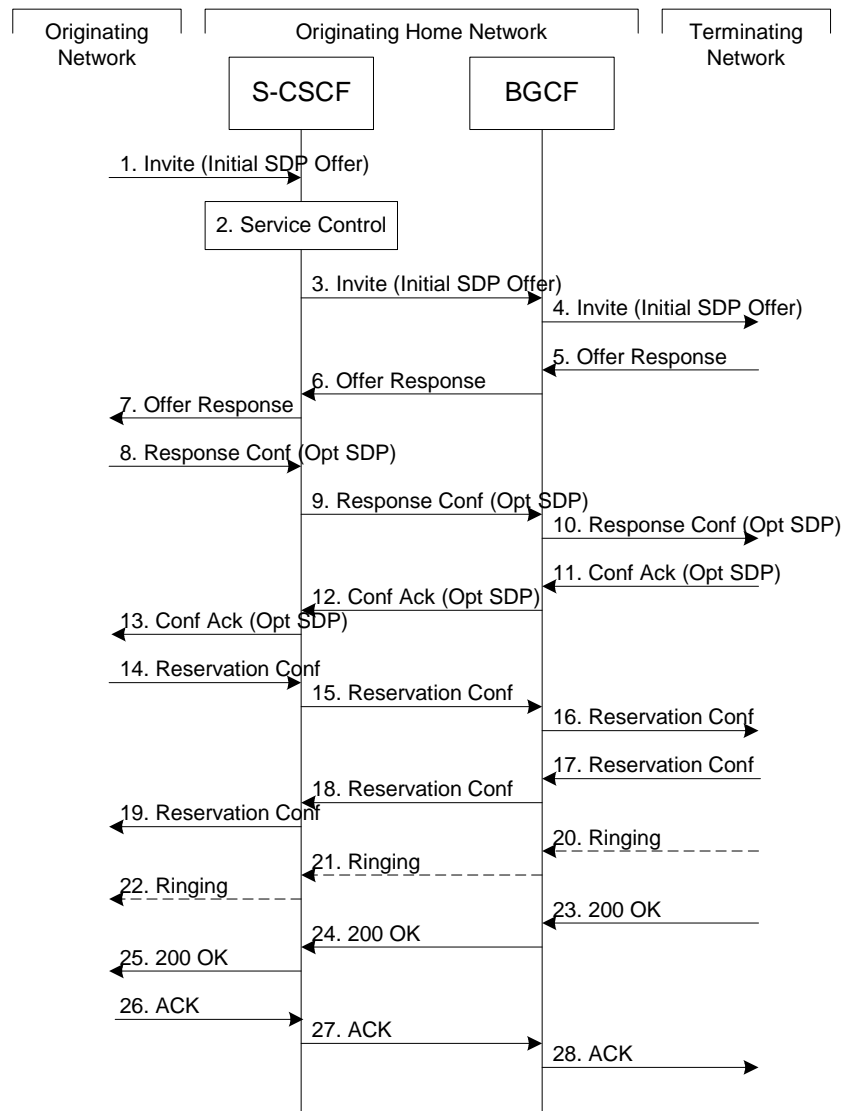 Originating
Network
Originating Home Network
Terminating
Network
S-CSCF
BGCF
1. Invite (Initial SDP Offer)
2. Service Control
3. Invite (Initial SDP Offer)
4. Invite (Initial SDP Offer)
5. Offer Response
6. Offer Response
7. Offer Response
8. Response Conf (Opt SDP)
9. Response Conf (Opt SDP)
10. Response Conf (Opt SDP)
11. Conf Ack (Opt SDP)
12. Conf Ack (Opt SDP)
13. Conf Ack (Opt SDP)
14. Reservation Conf
15. Reservation Conf
16. Reservation Conf
17. Reservation Conf
18. Reservation Conf
19. Reservation Conf
20. Ringing
21. Ringing
22. Ringing
23. 200 OK
24. 200 OK
25. 200 OK
26. ACK
27. ACK
28. ACK